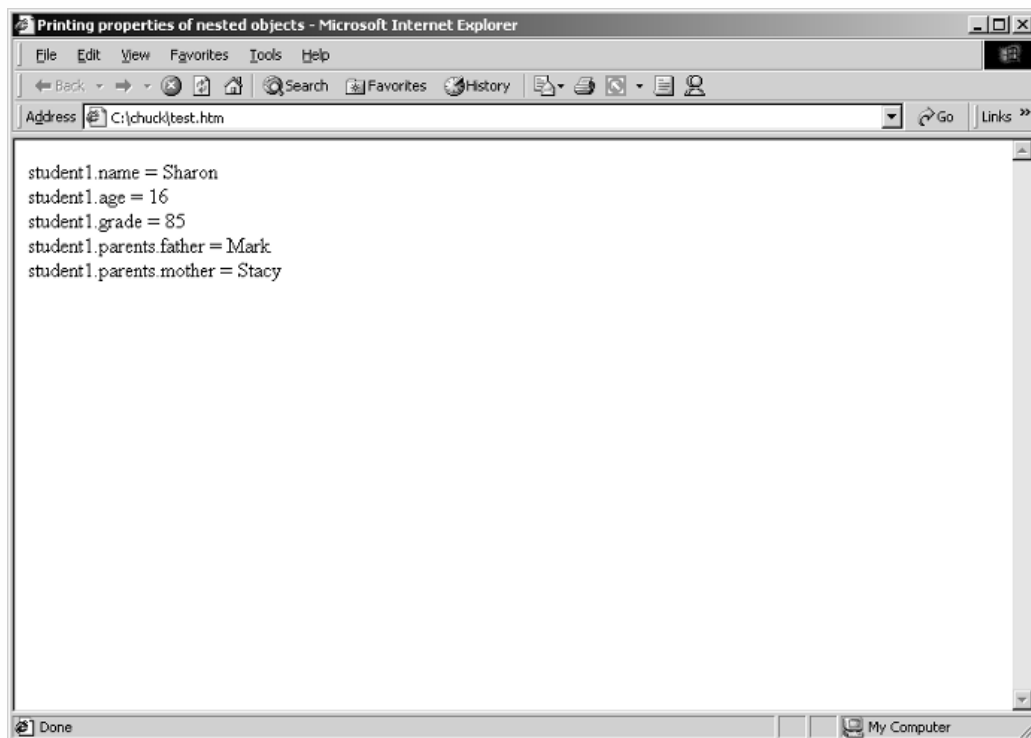 Printing properties of nested objects - Microsoft Internet Explorer
File Edit View Favorites Tools Help
Back Search Favorites History
Address C:\chuck\test.htm Go Links »
student1.name = Sharon
student1.age = 16
student1.grade = 85
student1.parents.father = Mark
student1.parents.mother = Stacy
Done My Computer